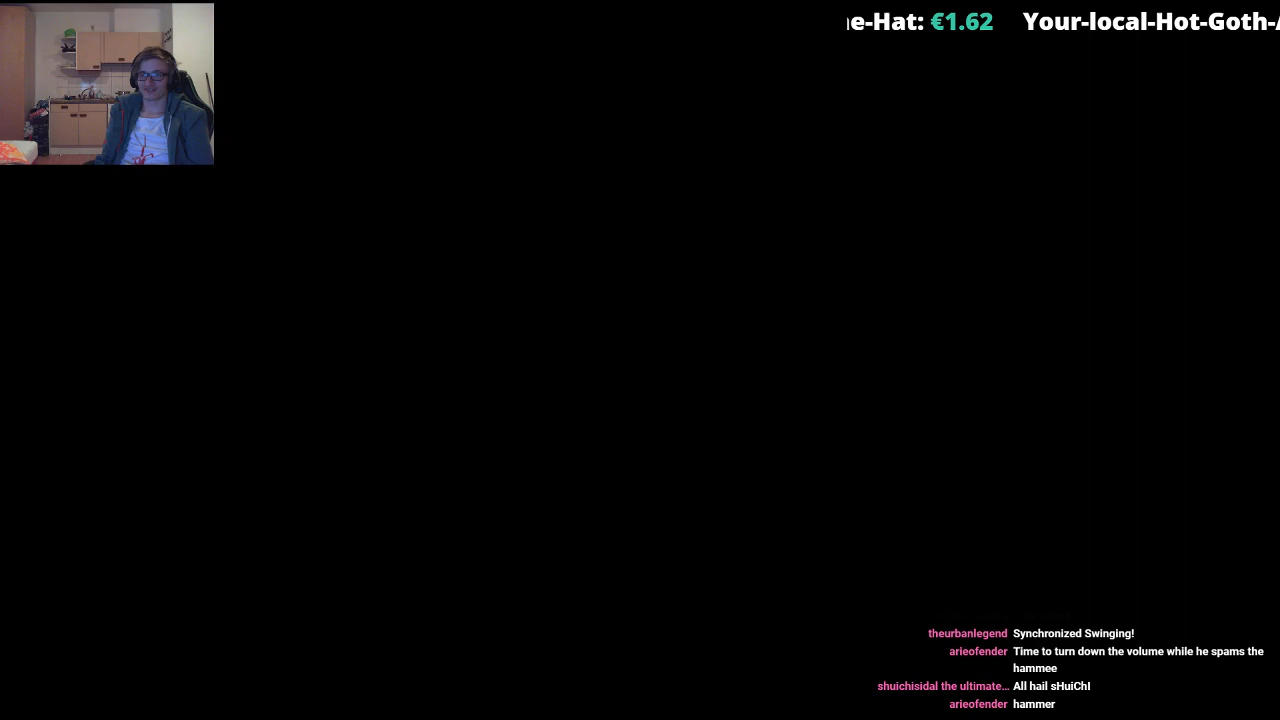 e-Hat: €1.62 Your-local-Hot-Goth-
theurbanlegend Synchronized Swinging!
arieofender Time to turn down the volume while he spams the
hammee
shuichisidal the ultimate... All hail sHuiChI
arieofender hammer